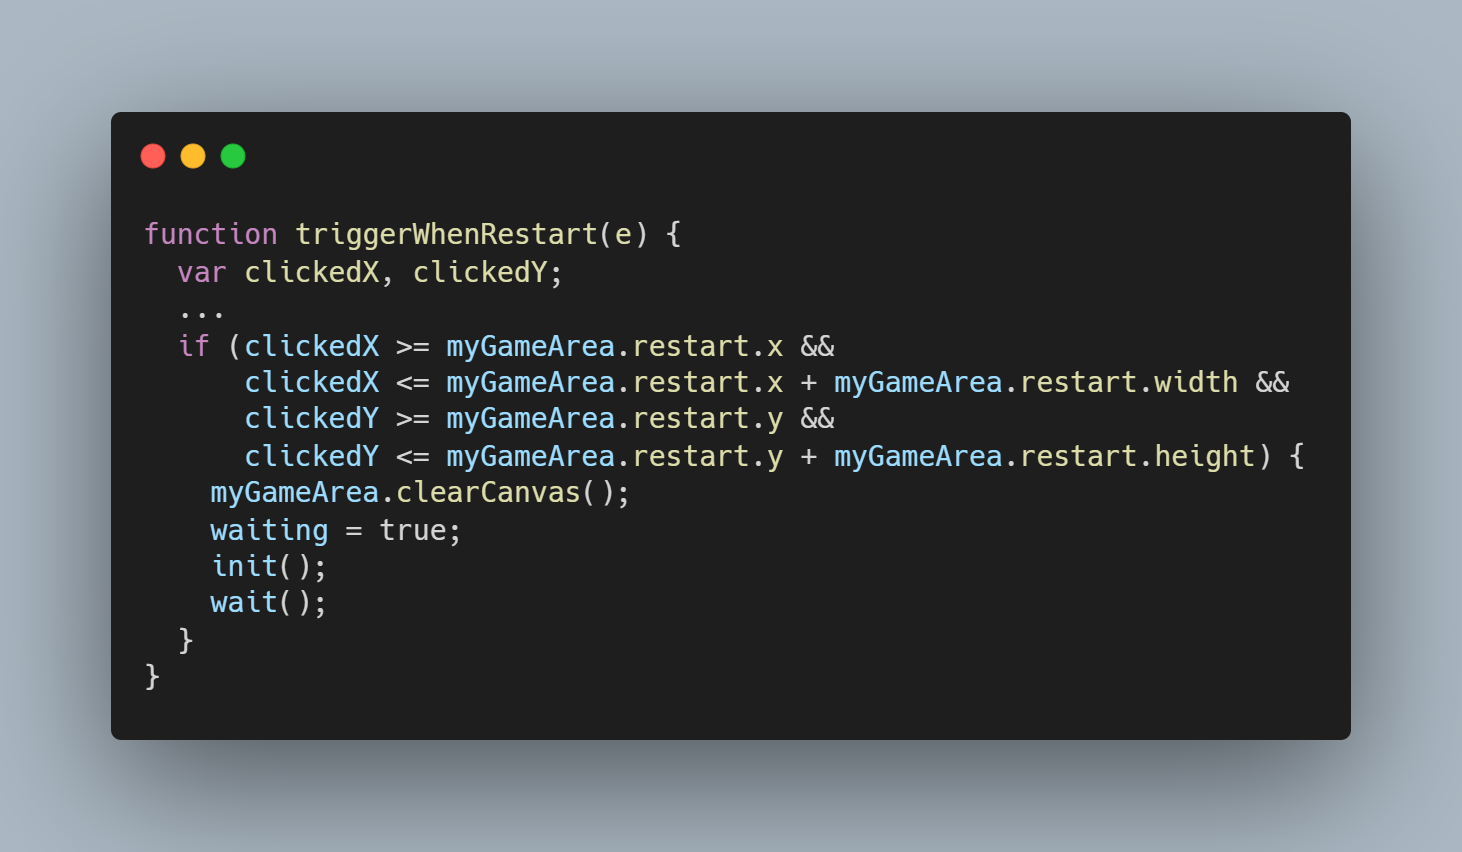 function triggerWhenRestart(e) {
  var clickedX, clickedY;
  ...
  if (clickedX >= myGameArea.restart.x &&
      clickedX <= myGameArea.restart.x + myGameArea.restart.width &&
      clickedY >= myGameArea.restart.y &&
      clickedY <= myGameArea.restart.y + myGameArea.restart.height) {
    myGameArea.clearCanvas();
    waiting = true;
    init();
    wait();
  }
}